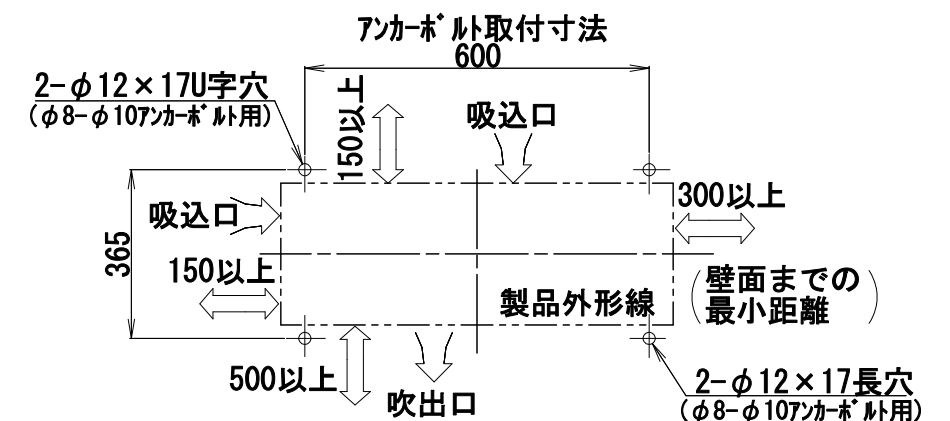 アンカーボルト取付寸法
600
2-φ12×17U字穴
(φ8-φ10アンカーボルト用)
150以上
吸込口
300以上
吸込口
365
150以上
製品外形線
(壁面までの
最小距離)
500以上
吹出口
2-φ12×17長穴
(φ8-φ10アンカーボルト用)